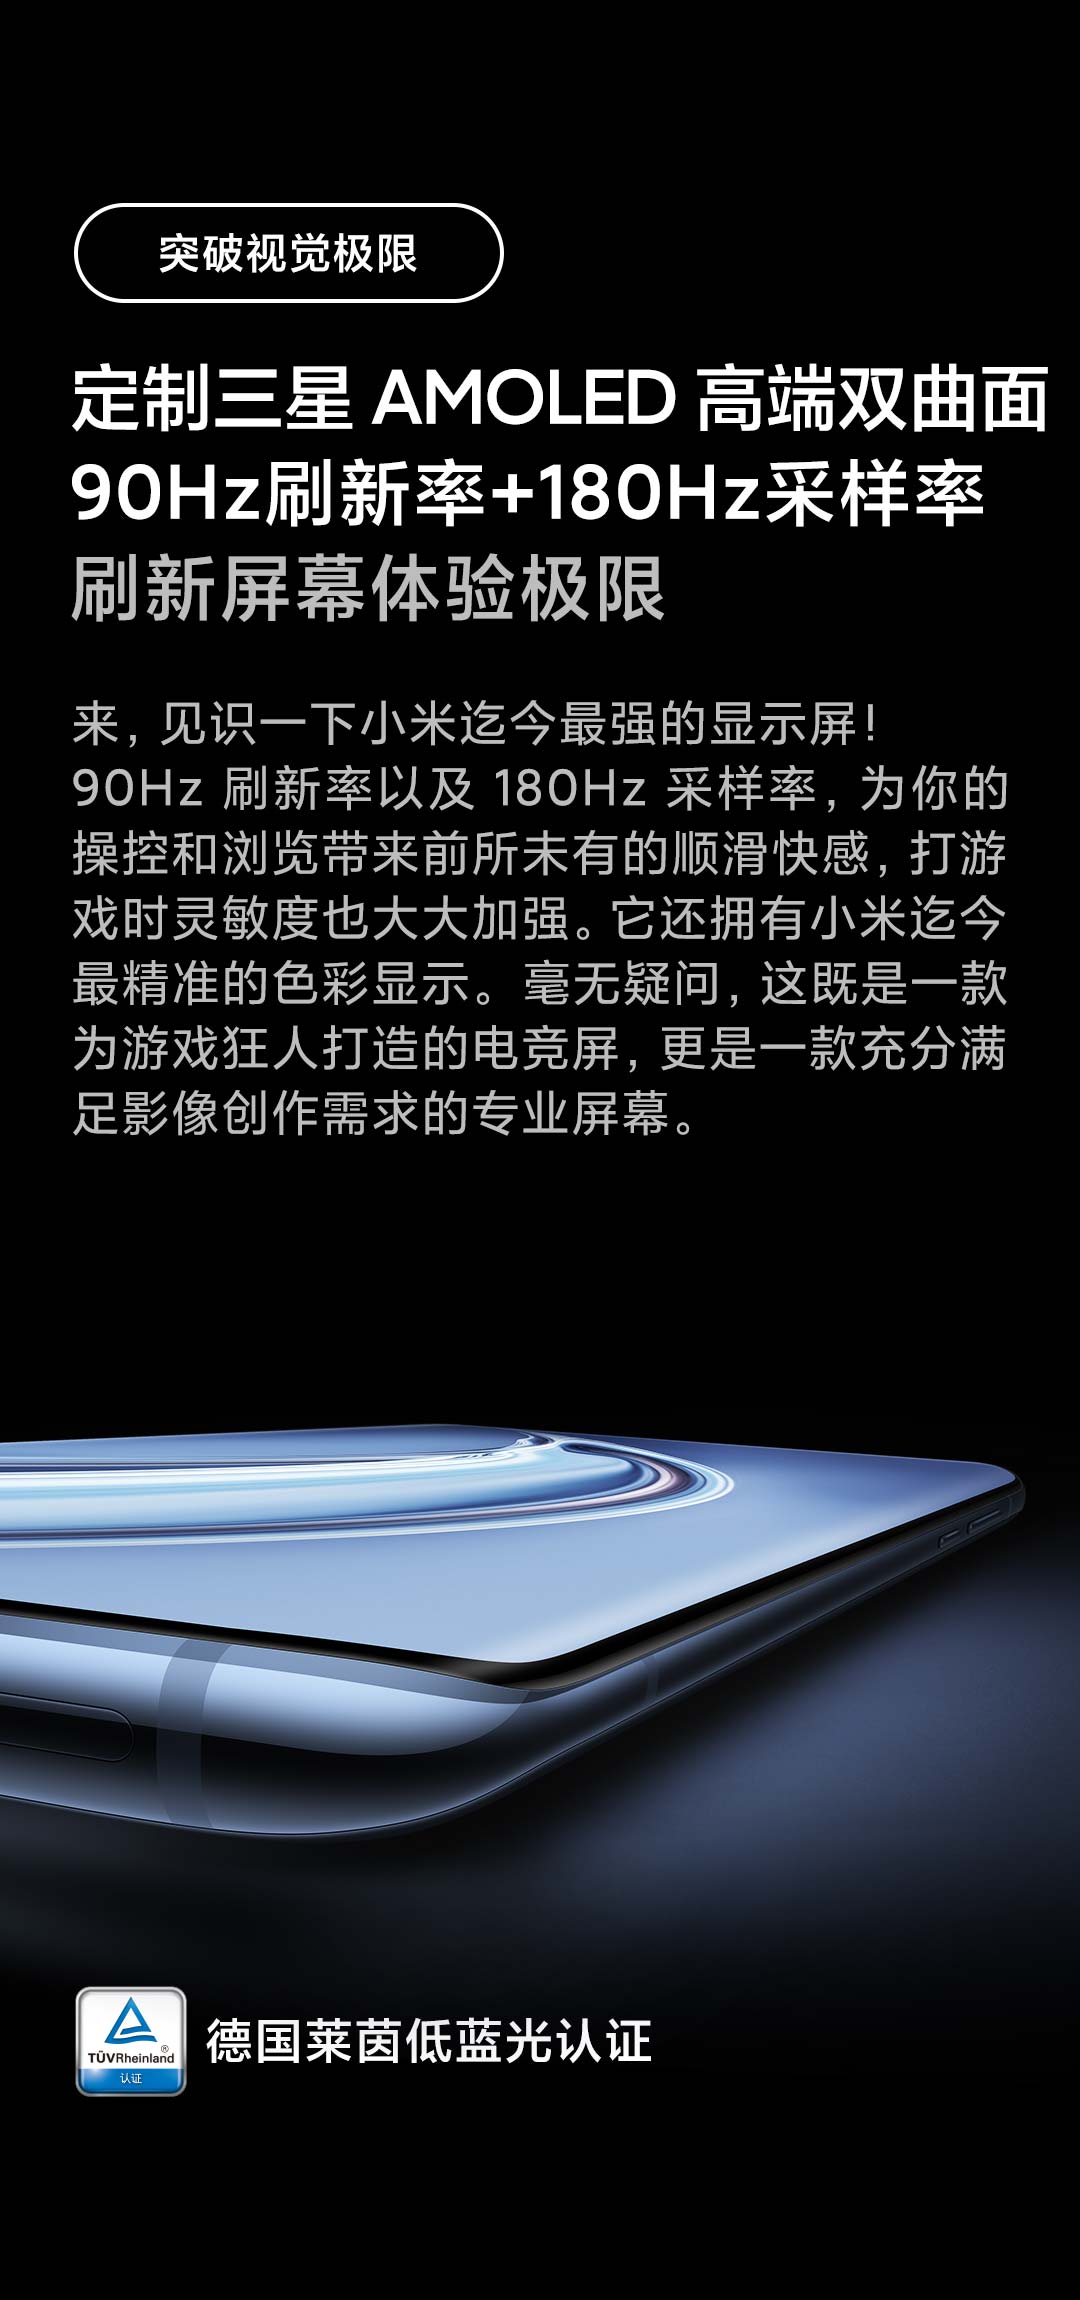 突破视觉极限
定制三星 AMOLED 高端双曲面
90Hz刷新率+180Hz采样率
刷新屏幕体验极限
来，见识一下小米迄今最强的显示屏！
90Hz 刷新率以及 180Hz 采样率，为你的
操控和浏览带来前所未有的顺滑快感，打游
戏时灵敏度也大大加强。它还拥有小米迄今
最精准的色彩显示。毫无疑问，这既是一款
为游戏狂人打造的电竞屏，更是一款充分满
足影像创作需求的专业屏幕。
TÜVRheinland®
认证
德国莱茵低蓝光认证